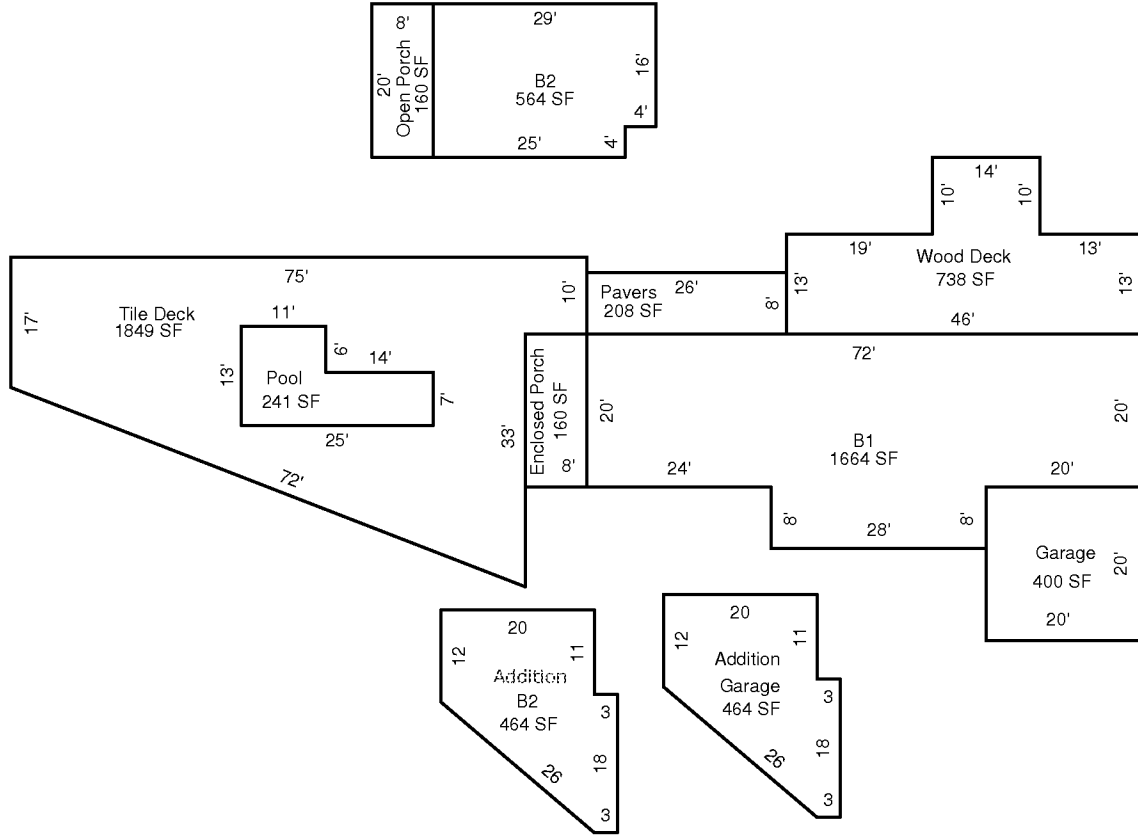 8'
20'
Open Porch
160 SF
29'
B2
564 SF
16'
4'
25'
4'
14'
10'
10'
19'
Wood Deck
738 SF
13'
13'
13'
46'
75'
10'
17'
Tile Deck
1849 SF
26'
Pavers
208 SF
8'
11'
6'
14'
13'
Pool
241 SF
7'
25'
33'
72'
Enclosed Porch
160 SF
8'
20'
72'
20'
B1
1664 SF
24'
20'
8'
28'
8'
Garage
400 SF
20'
20'
20
12
11
Addition
B2
464 SF
3
18
26
3
20
12
11
Addition
Garage
464 SF
3
18
26
3